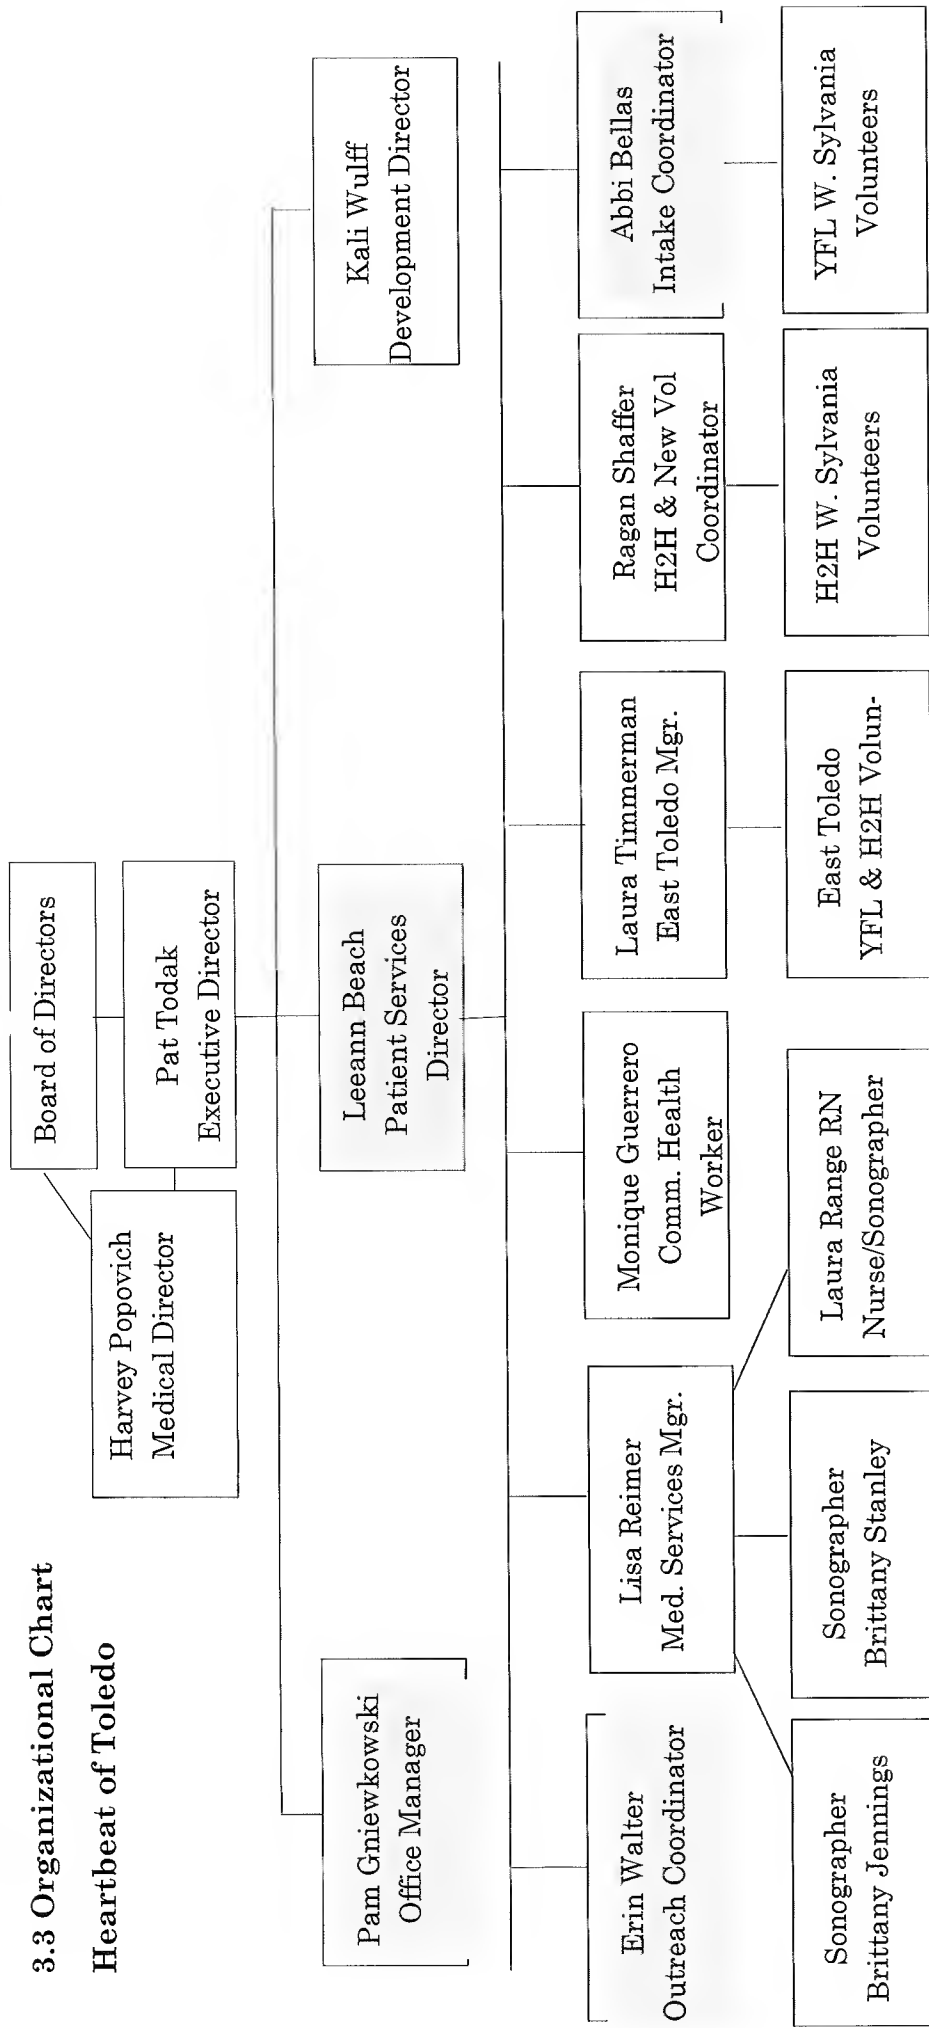 3.3 Organizational Chart
Heartbeat of Toledo
Board of Directors
Harvey Popovich
Medical Director
Pat Todak
Executive Director
Pam Gniewkowski
Office Manager
Leeann Beach
Patient Services
Director
Kali Wulff
Development Director
Erin Walter
Outreach Coordinator
Lisa Reimer
Med. Services Mgr.
Monique Guerrero
Comm. Health
Worker
Laura Timmerman
East Toledo Mgr.
Ragan Shaffer
H2H & New Vol
Coordinator
Abbi Bellas
Intake Coordinator
Sonographer
Brittany Jennings
Sonographer
Brittany Stanley
Laura Range RN
Nurse/Sonographer
East Toledo
YFL & H2H Volun-
H2H W. Sylvania
Volunteers
YFL W. Sylvania
Volunteers